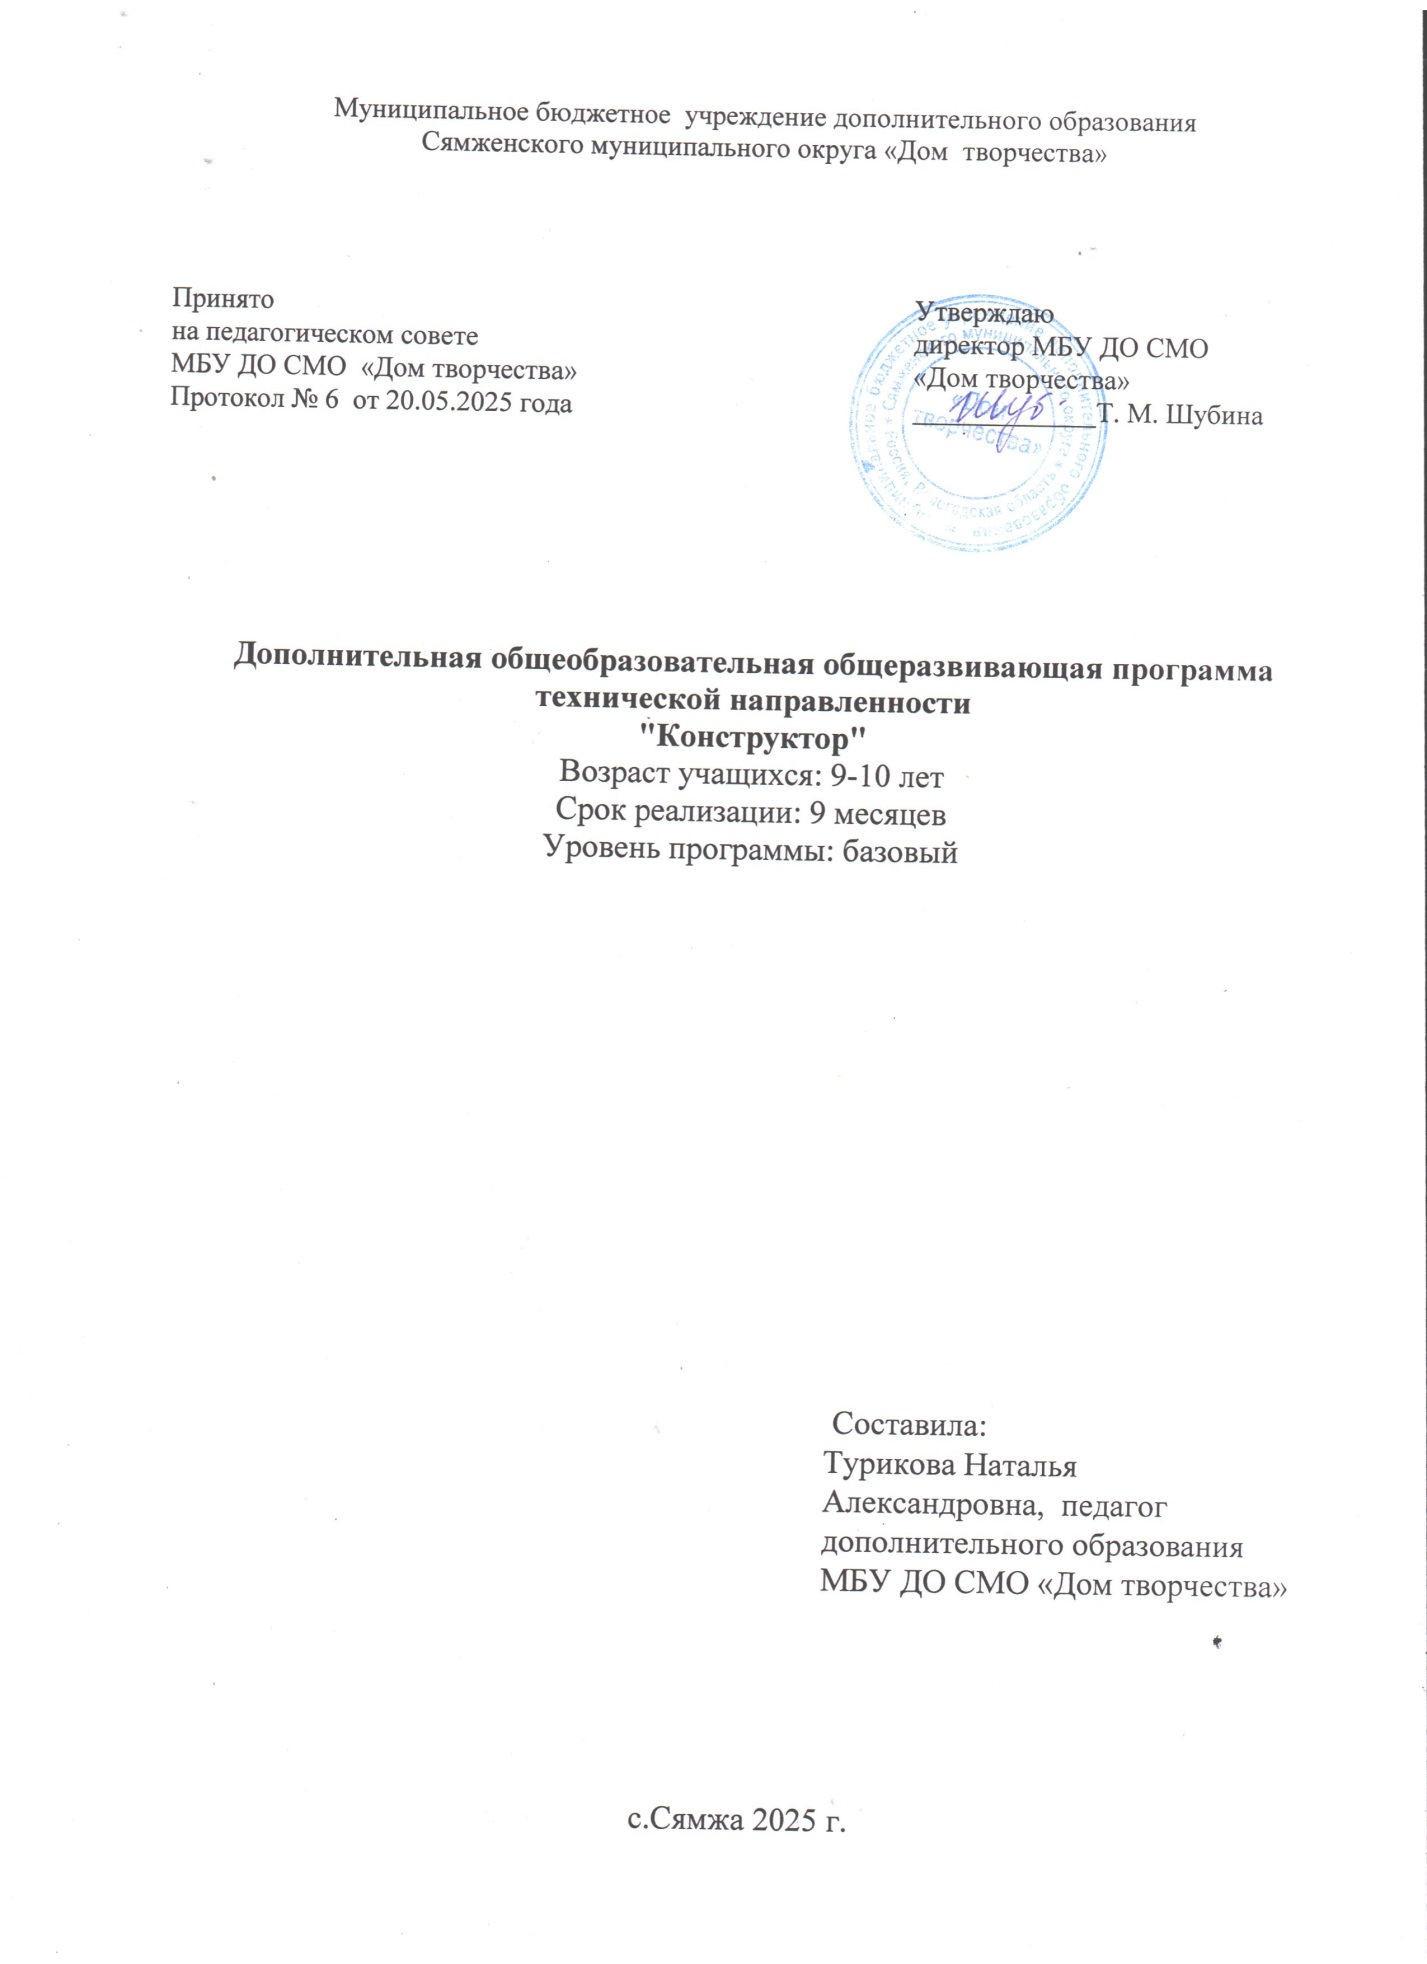 Муниципальное бюджетное  учреждение дополнительного образования
Сямженского муниципального округа «Дом  творчества»
Принято
на педагогическом совете
МБУ ДО СМО  «Дом творчества»
Протокол № 6  от 20.05.2025 года
Утверждаю
директор МБУ ДО СМО
«Дом творчества»
Т. М. Шубина
творчества»
Дополнительная общеобразовательная общеразвивающая программа
технической направленности
"Конструктор"
Возраст учащихся: 9-10 лет
Срок реализации: 9 месяцев
Уровень программы: базовый
Составила:
Турикова Наталья
Александровна,  педагог
дополнительного образования
МБУ ДО СМО «Дом творчества»
с.Сямжа 2025 г.